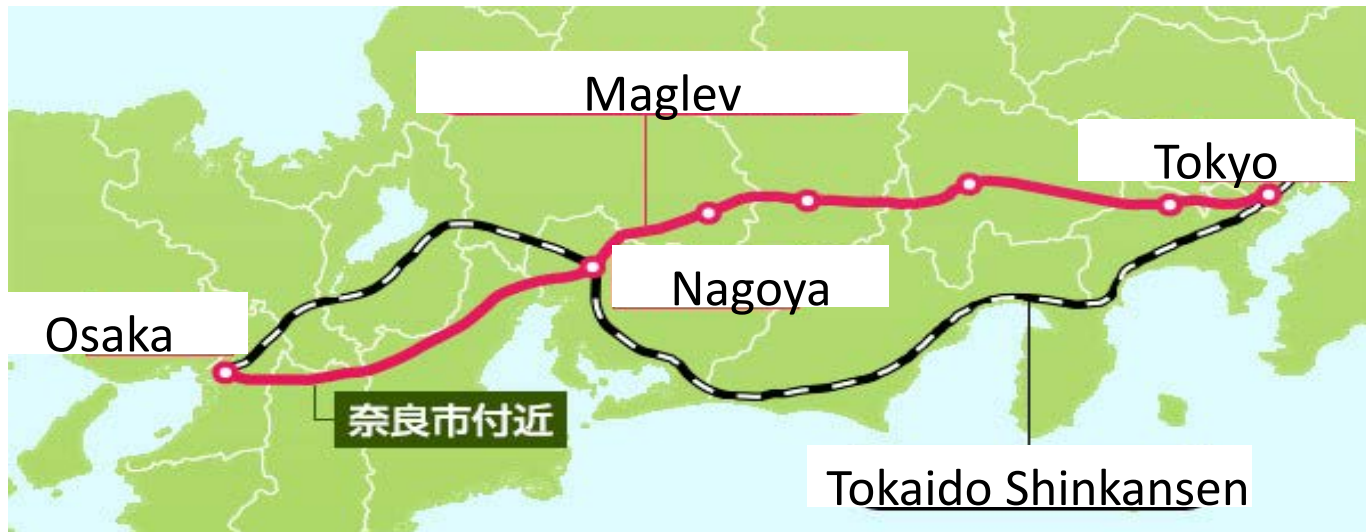 Maglev
Tokyo
Nagoya
Osaka
奈良市付近
Tokaido Shinkansen